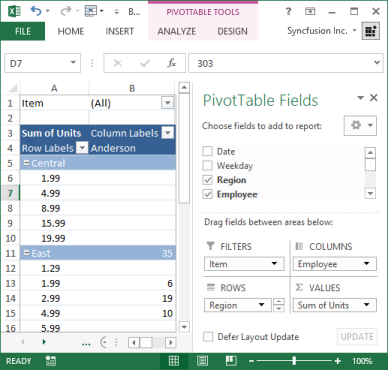 B... PIVOTTABLE TOOLS ?
FILE HOME INSERT ANALYZE DESIGN Syncfusion Inc.
D7 fx 303
A B
1 Item (All)
2
3 Sum of Units Column Labels
4 Row Labels Anderson
5 Central
6 1.99
7 4.99
8 8.99
9 15.99
10 19.99
11 East 35
12 1.29
13 1.99 6
14 2.99 19
15 4.99 10
16 5.99
PivotTable Fields
Choose fields to add to report:
Date
Weekday
Region
Employee
Drag fields between areas below:
FILTERS COLUMNS
Item Employee
ROWS Σ VALUES
Region Sum of Units
Defer Layout Update UPDATE
...
READY 100%